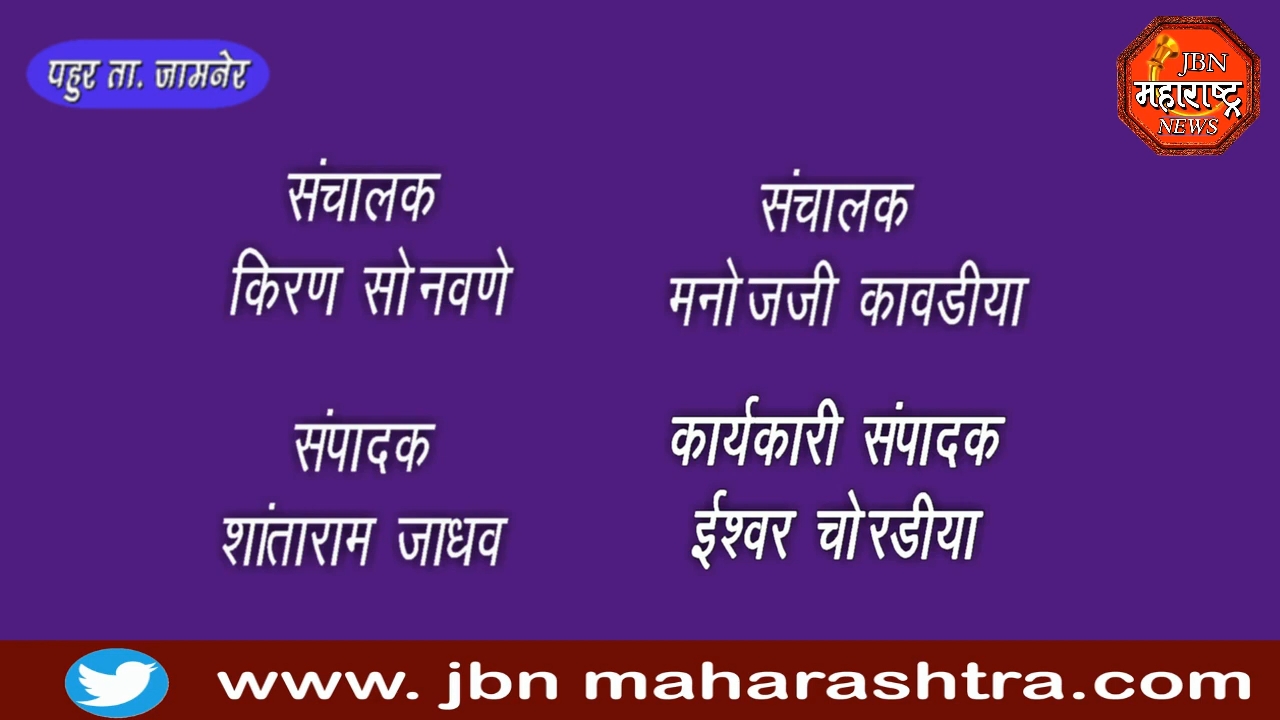 पहुर ता. जामनेर
JBN
महाराष्ट्र
NEWS
संचालक
किरण सोनवणे
संचालक
मनोजजी कावडीया
संपादक
शांताराम जाधव
कार्यकारी संपादक
ईश्वर चोरडीया
www. jbn maharashtra.com